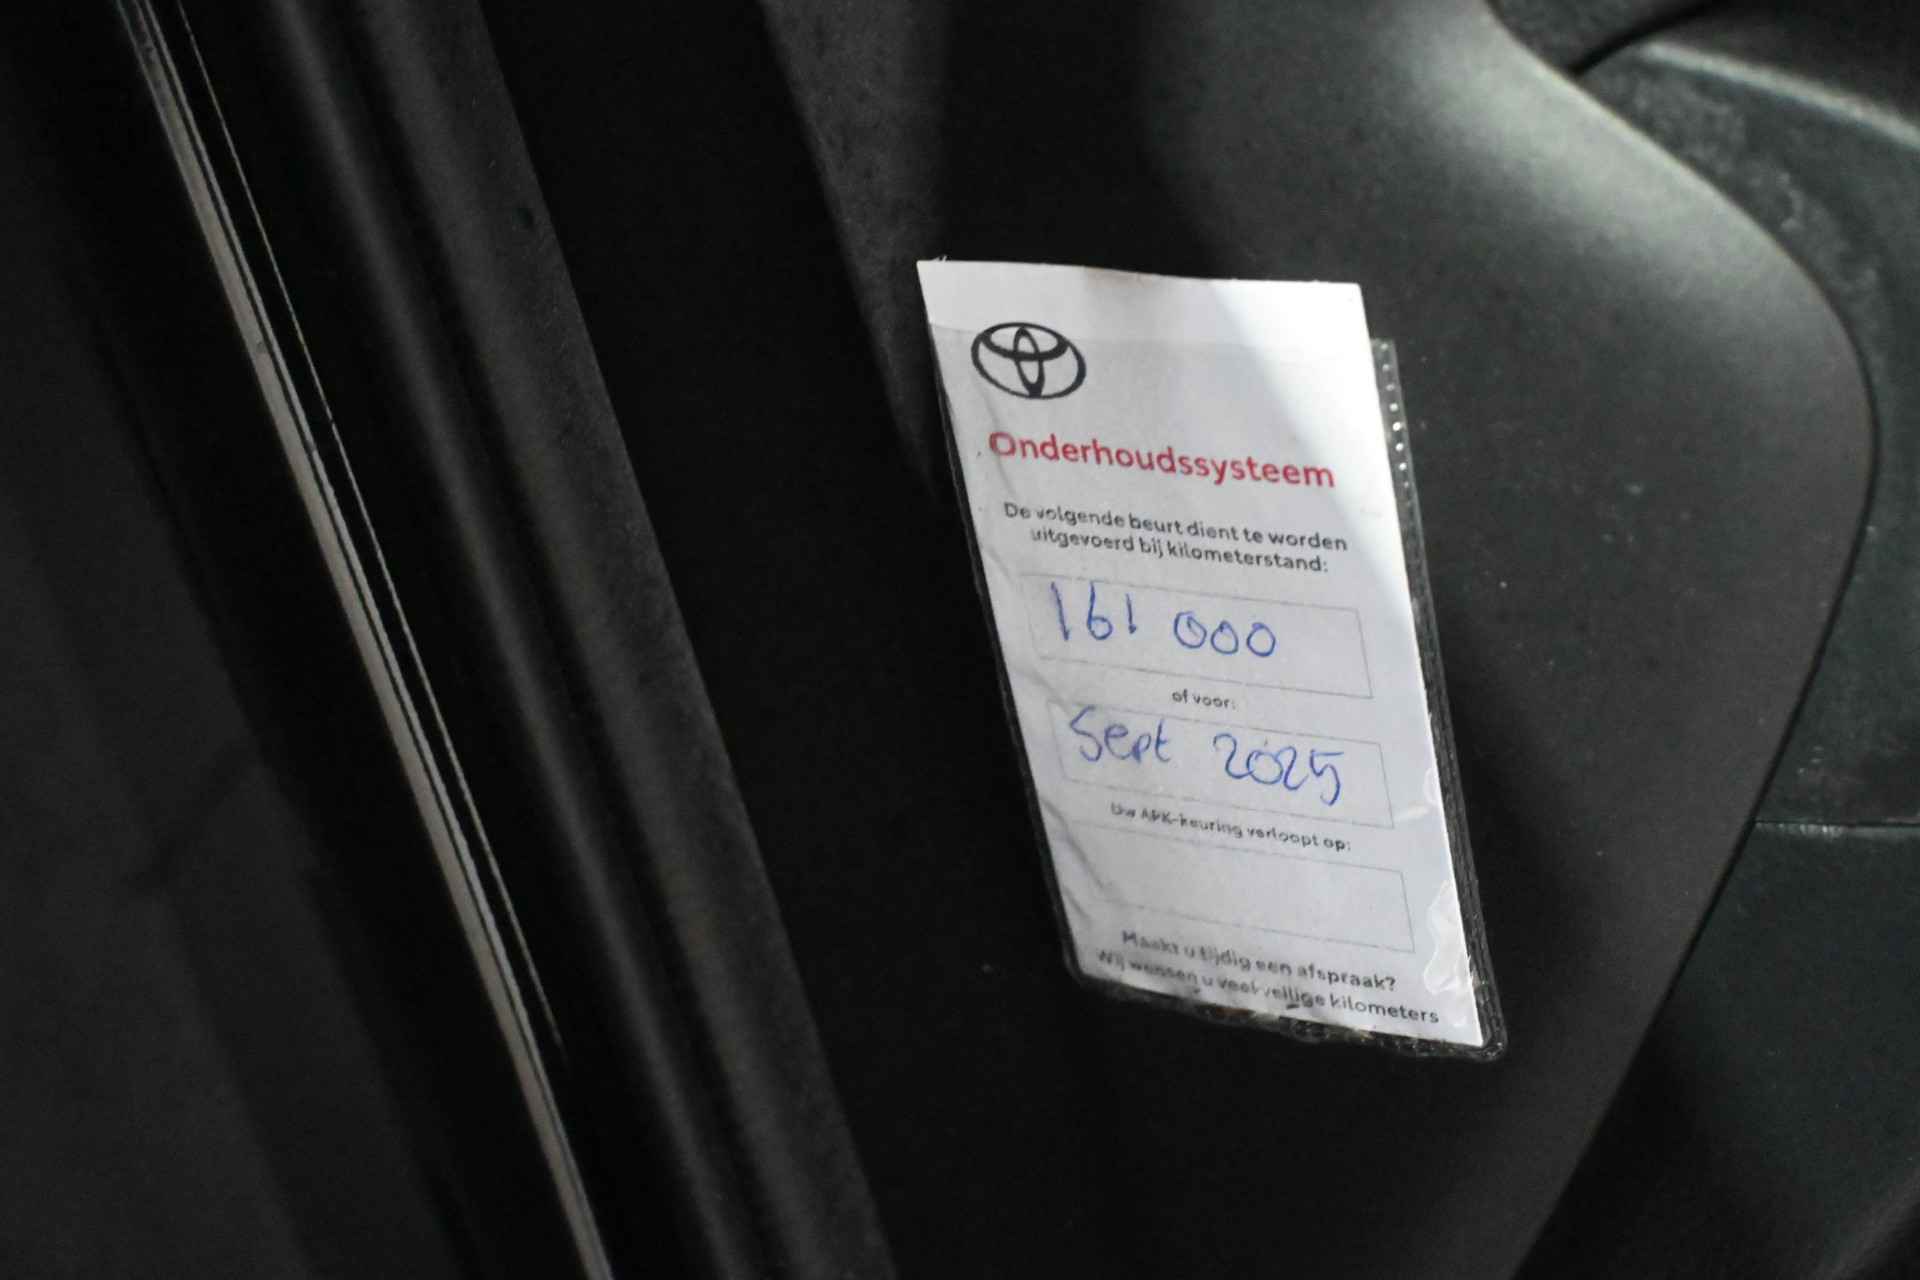 Onderhoudssysteem
De volgende beurt dient te worden
uitgevoerd bij kilometerstand:
161 000
of voor:
Sept 2025
Uw APK-keuring verloopt op:
Maakt u tijdig een afspraak?
Wij wensen u veel veilige kilometers